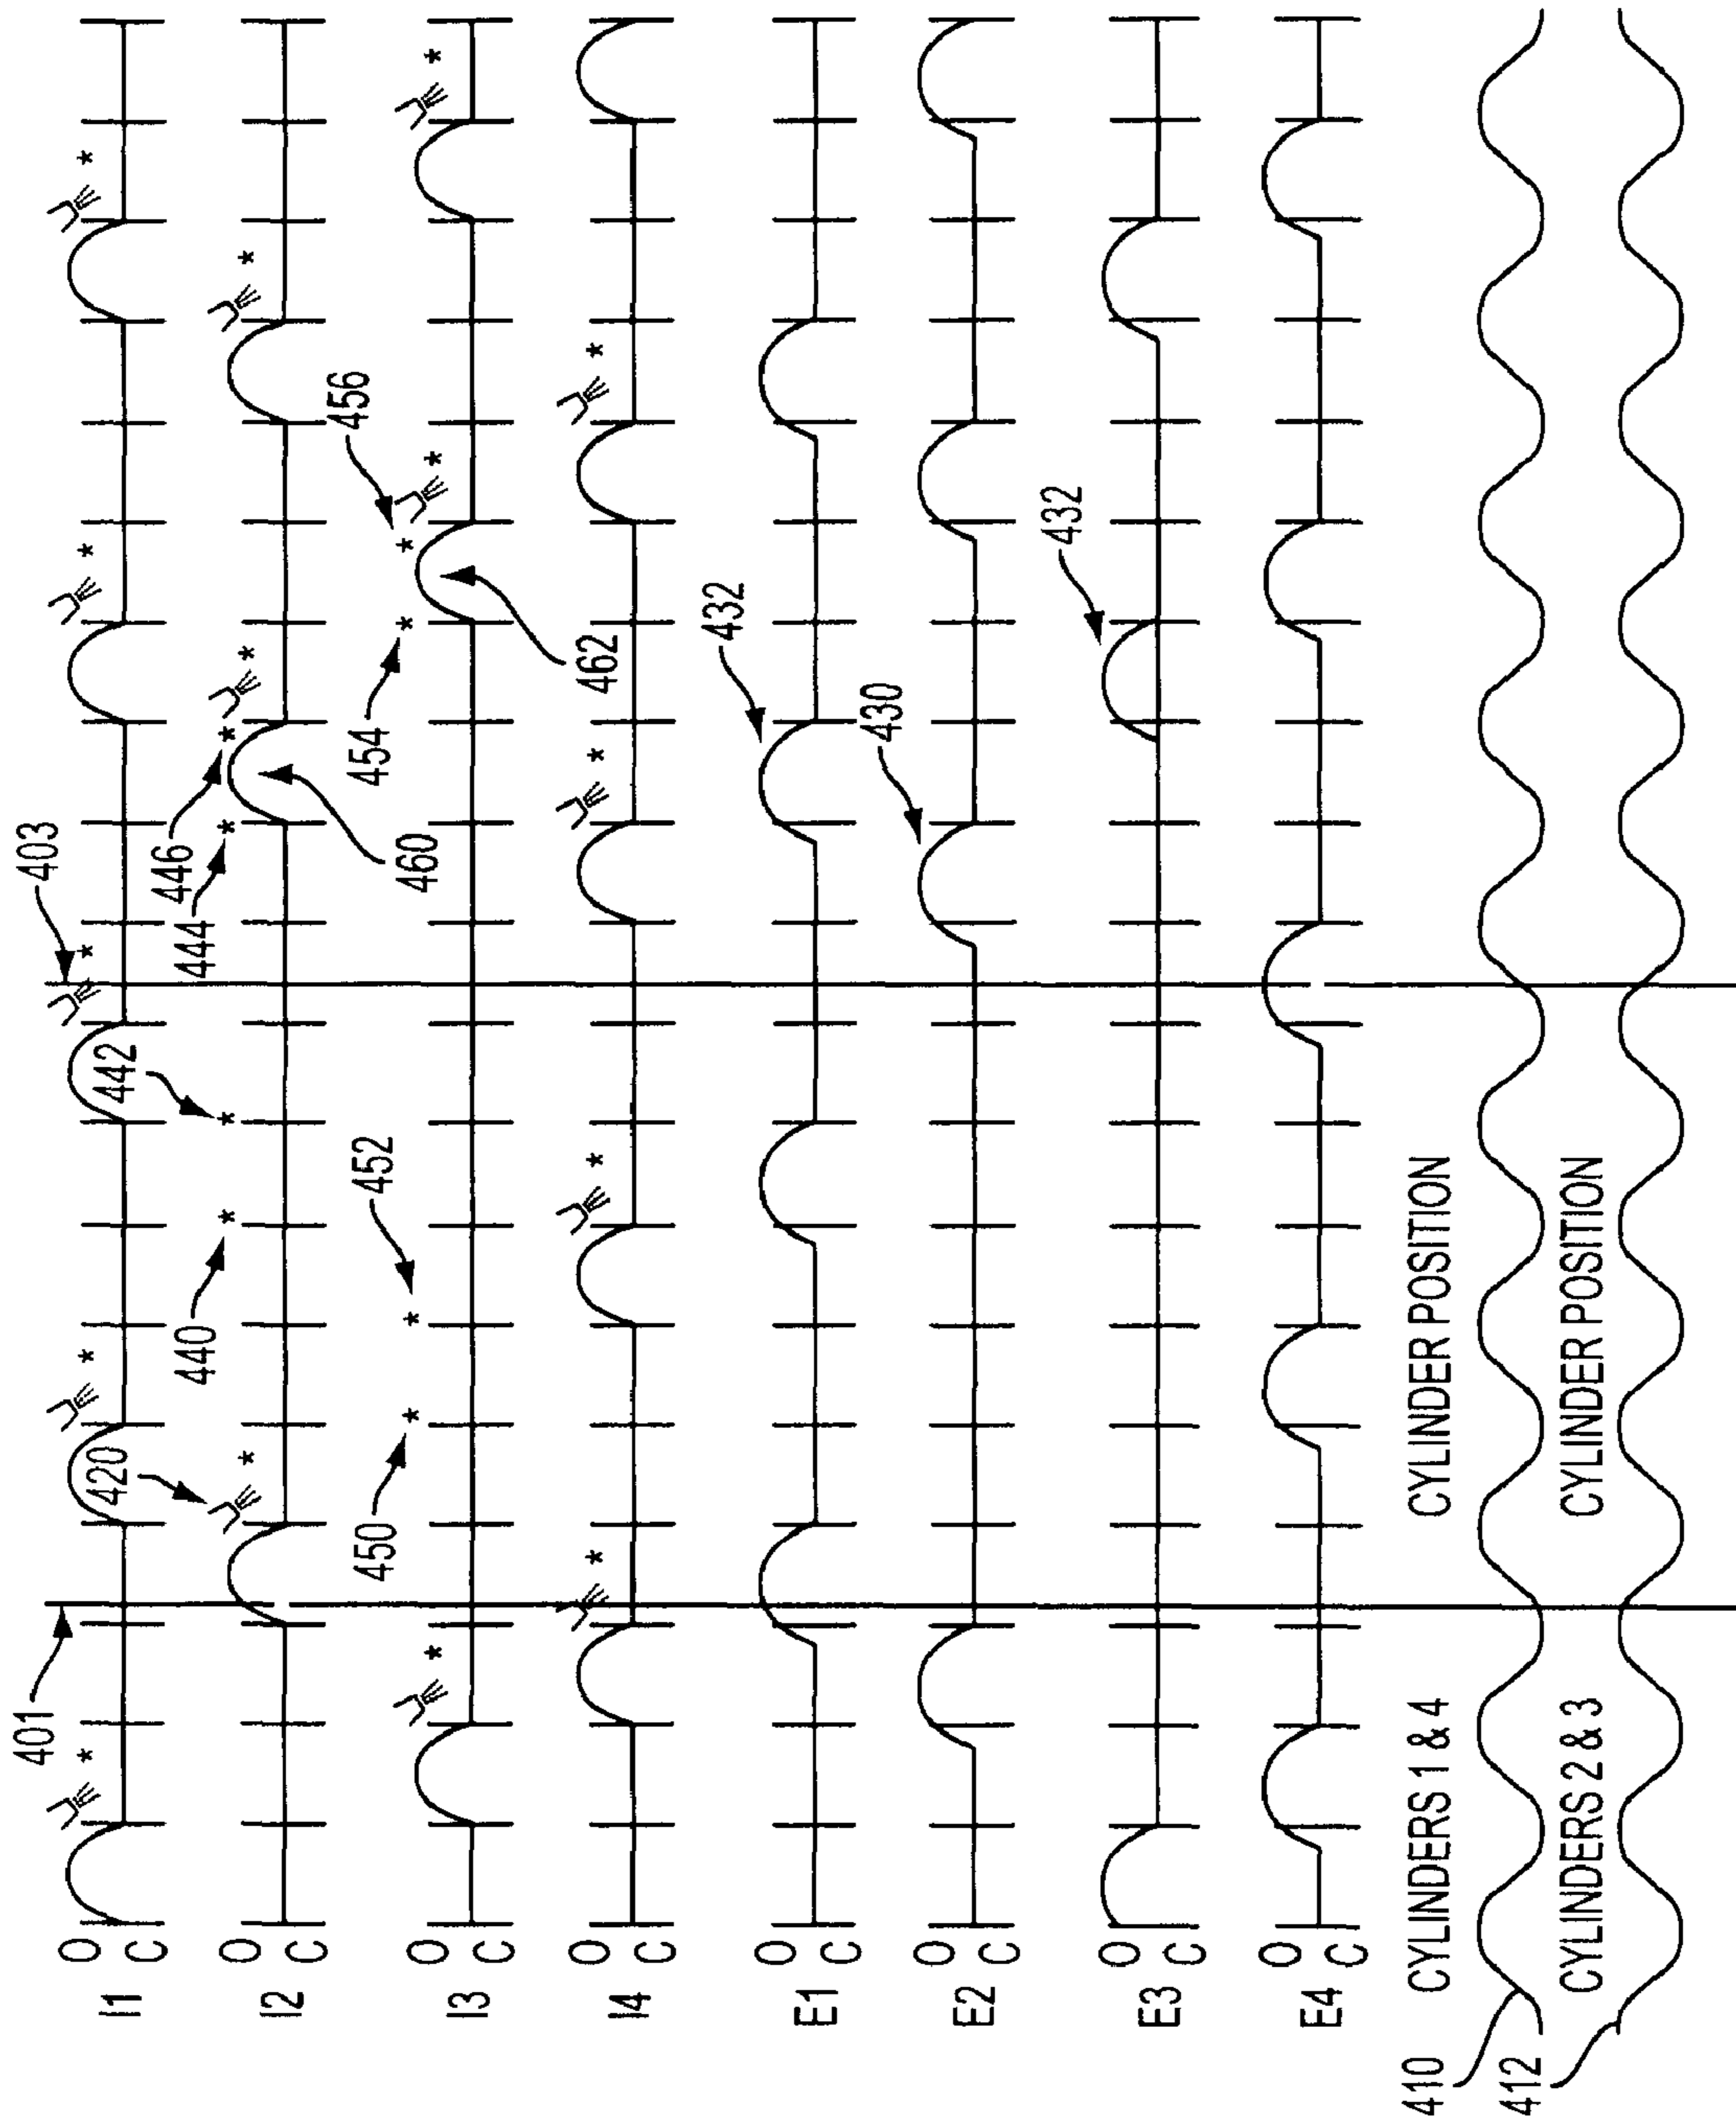 401
403
O
I1
C
420
442
440
444
446
O
I2
C
450
452
454
456
460
O
I3
C
462
O
I4
C
432
O
E1
C
430
O
E2
C
432
O
E3
C
O
E4
C
410
CYLINDERS 1 & 4 CYLINDER POSITION
412
CYLINDERS 2 & 3 CYLINDER POSITION